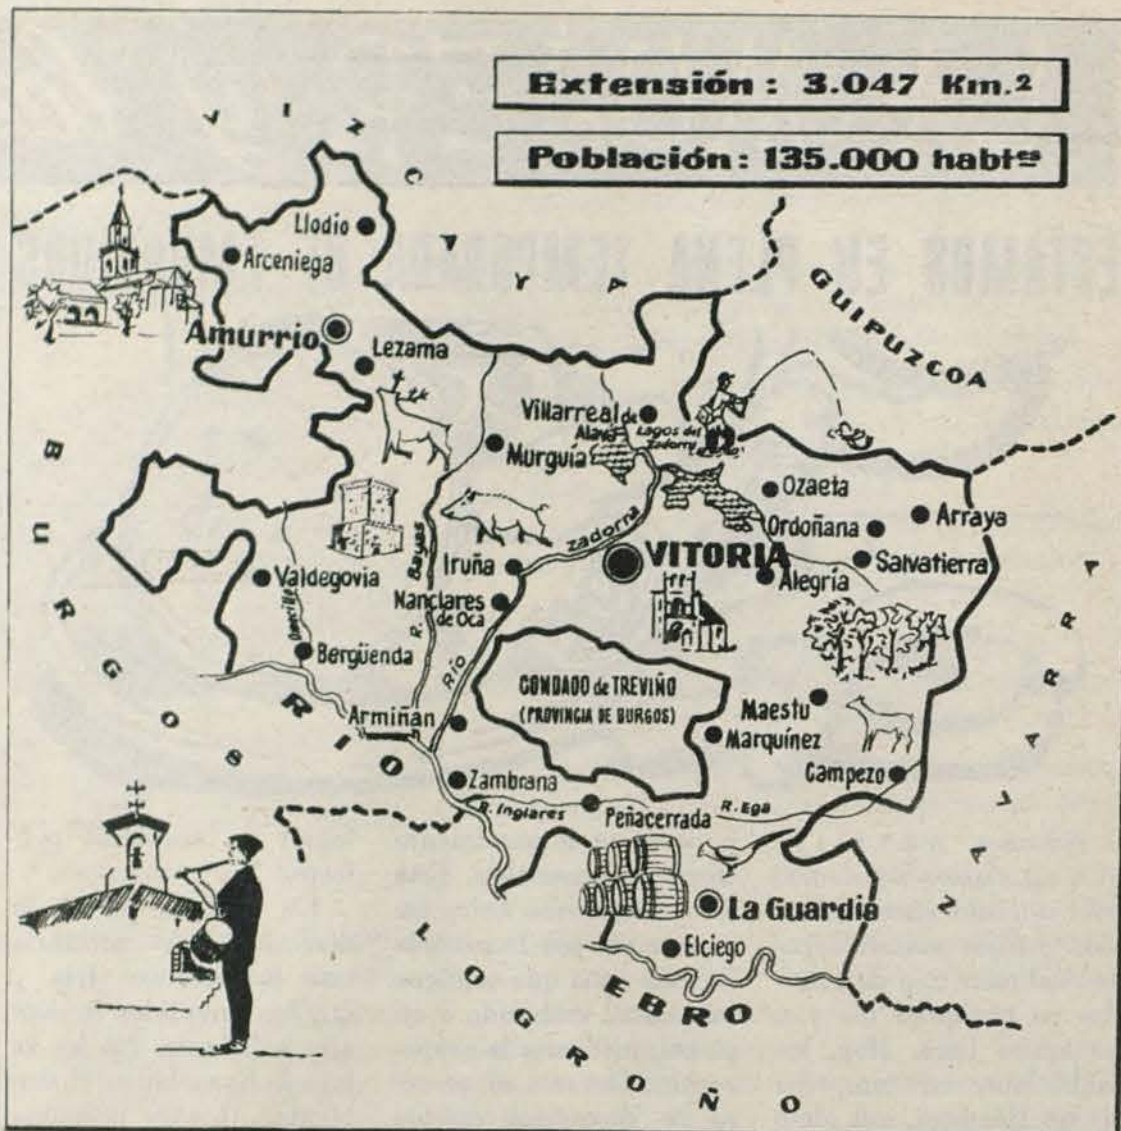 Extensión: 3.047 Km.²
Población: 135.000 habtes
VIZCAYA
GUIPUZCOA
Llodio
Arceniega
Amurrio
Lezama
Villarreal de
Alava
Lagos del
Zadorra
Murguía
Ozaeta
Ordoñana
Arraya
BURGOS
Zadorra
Iruña
VITORIA
Salvatierra
Alegría
Valdegovia
R. Bayas
Nanclares
de Oca
Omecillo
Bergüenda
Río
NAVARRA
CONDADO de TREVIÑO
(PROVINCIA DE BURGOS)
Maestu
Marquínez
Armiñan
RIO
Campezo
Zambrana
R. Inglares
Peñacerrada
R. Ega
La Guardia
Elciego
EBRO
LOGROÑO